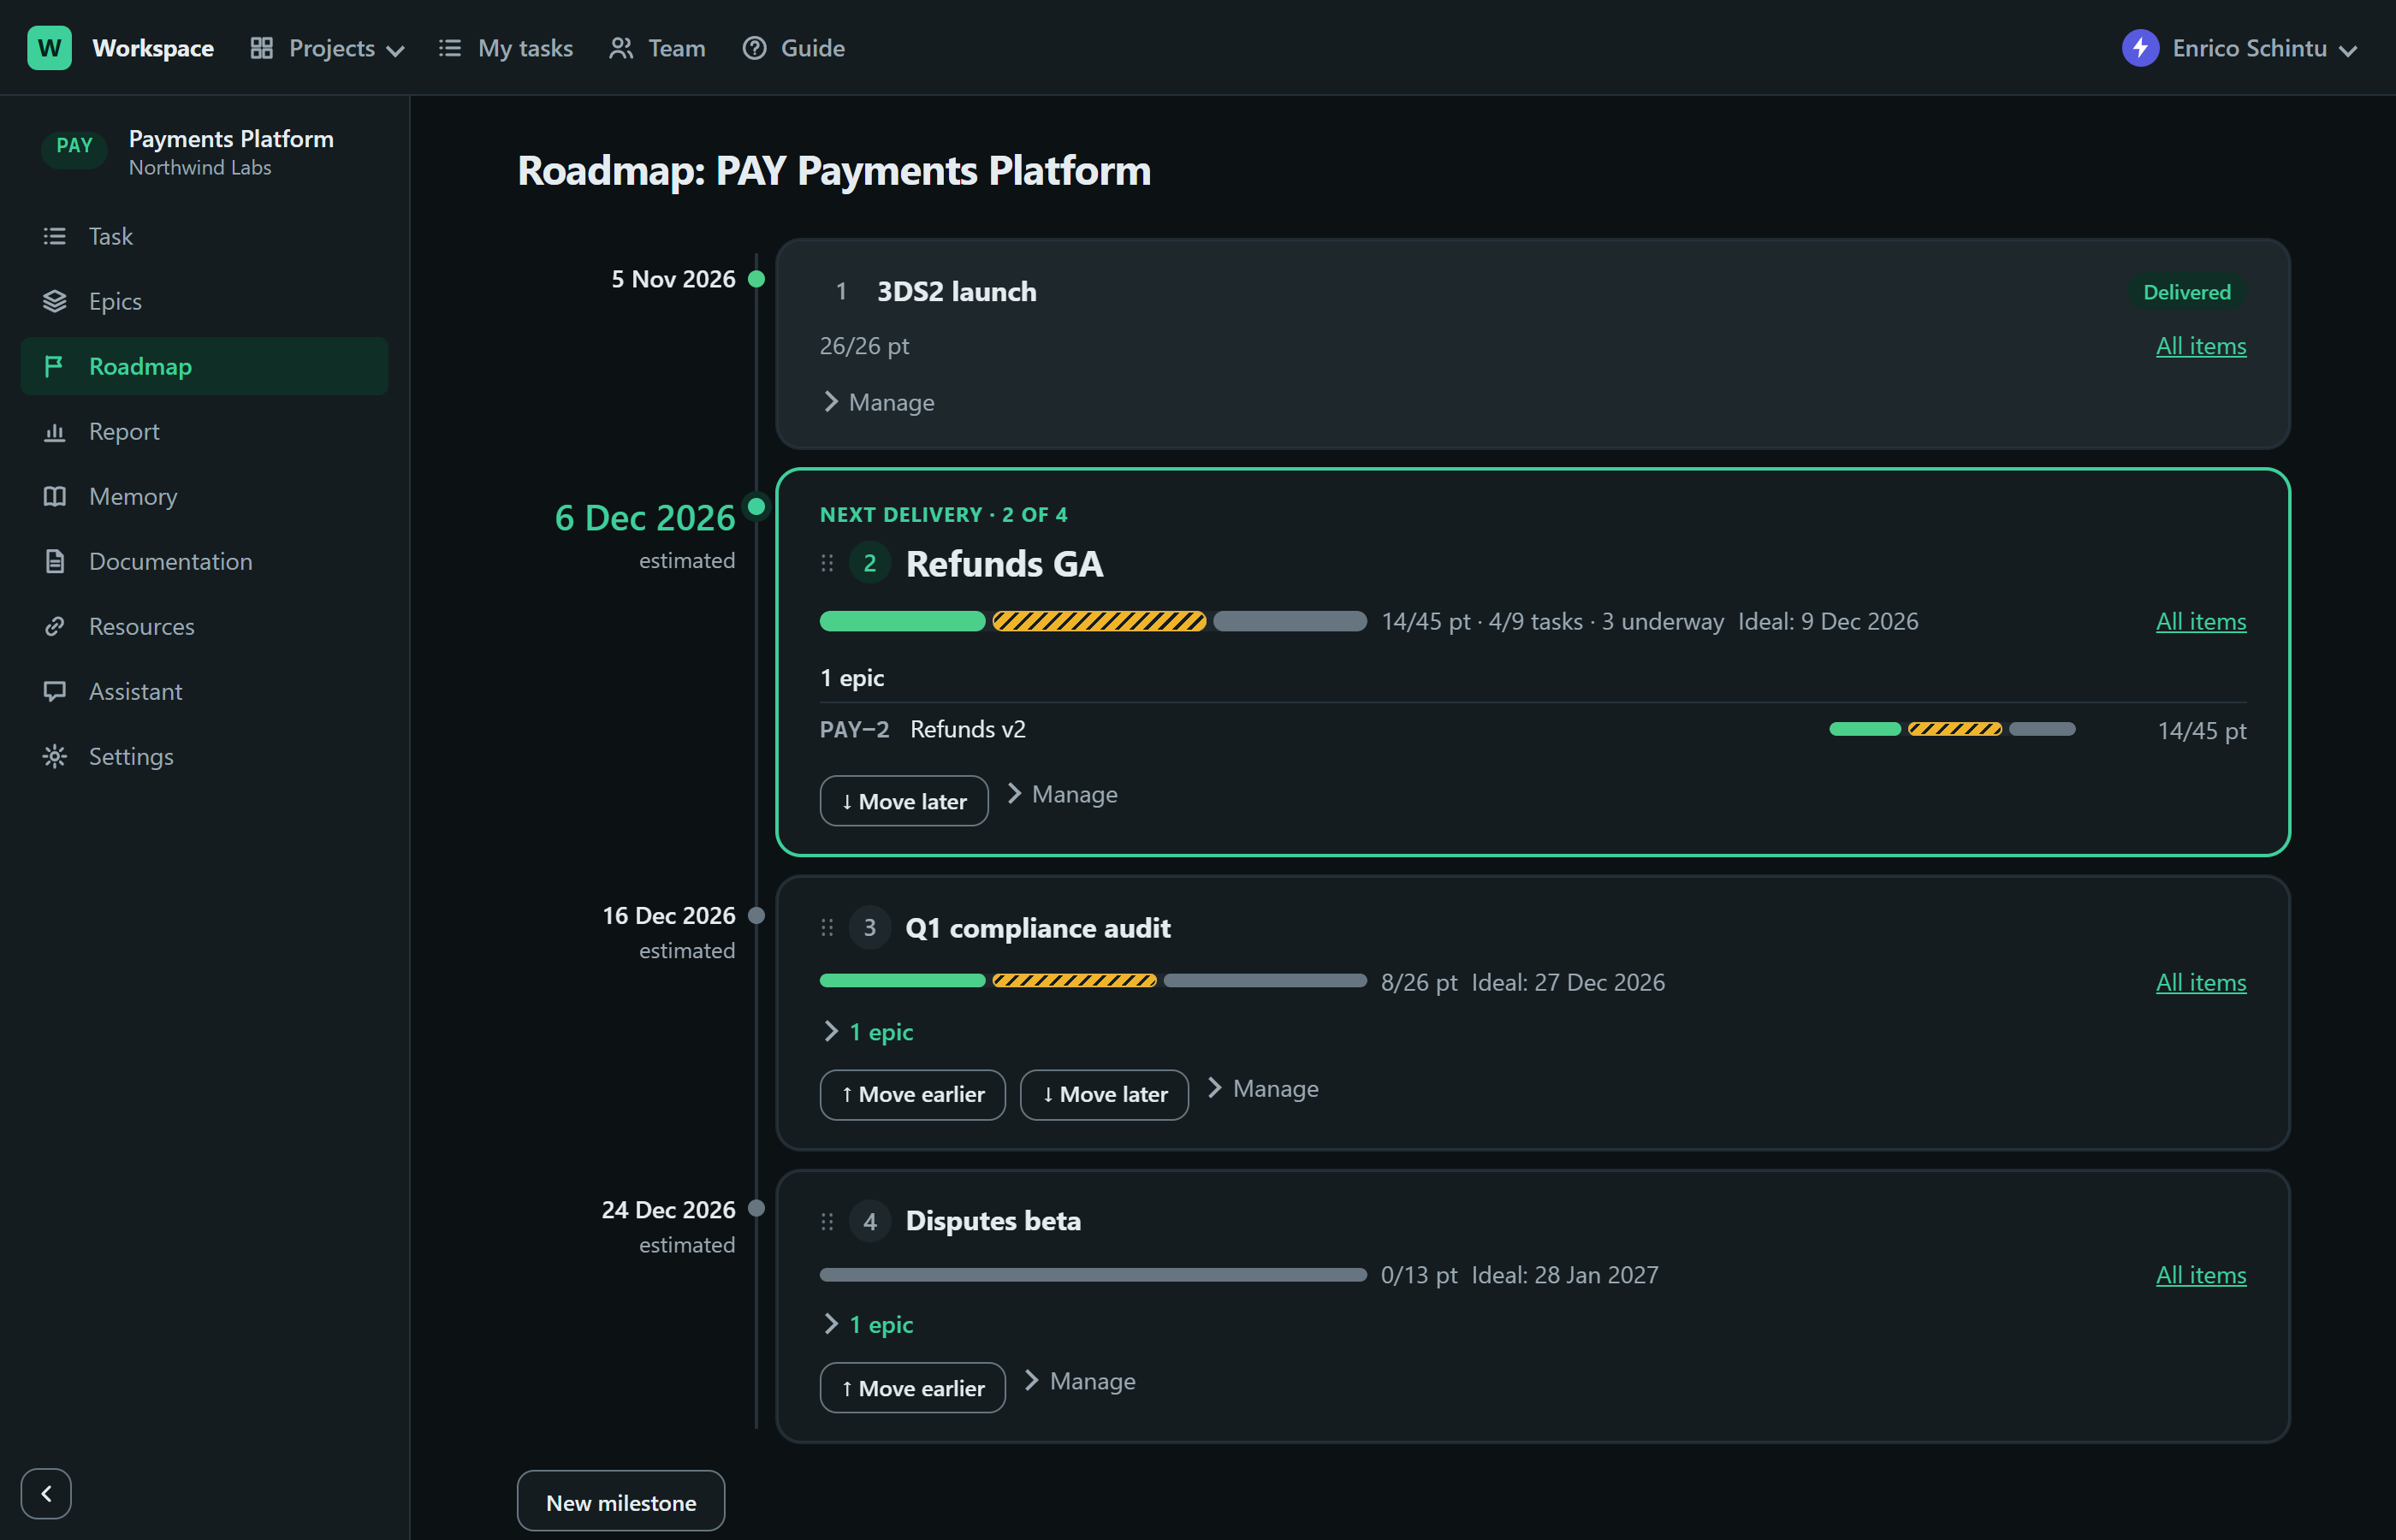 W Workspace Projects My tasks Team Guide Enrico Schintu
PAY Payments Platform
Northwind Labs
Task
Epics
Roadmap
Report
Memory
Documentation
Resources
Assistant
Settings
Roadmap: PAY Payments Platform
5 Nov 2026
1 3DS2 launch Delivered
26/26 pt All items
Manage
6 Dec 2026
estimated
NEXT DELIVERY · 2 OF 4
2 Refunds GA
14/45 pt · 4/9 tasks · 3 underway Ideal: 9 Dec 2026 All items
1 epic
PAY-2 Refunds v2 14/45 pt
↓ Move later Manage
16 Dec 2026
estimated
3 Q1 compliance audit
8/26 pt Ideal: 27 Dec 2026 All items
1 epic
↑ Move earlier ↓ Move later Manage
24 Dec 2026
estimated
4 Disputes beta
0/13 pt Ideal: 28 Jan 2027 All items
1 epic
↑ Move earlier Manage
New milestone